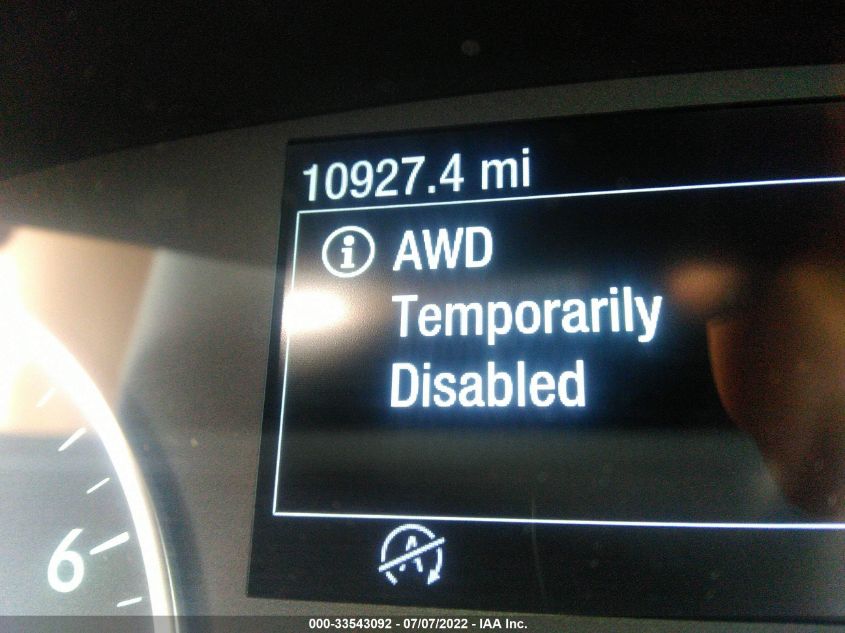 10927.4 mi
i AWD
Temporarily
Disabled
A
6
000-33543092 - 07/07/2022 - IAA Inc.